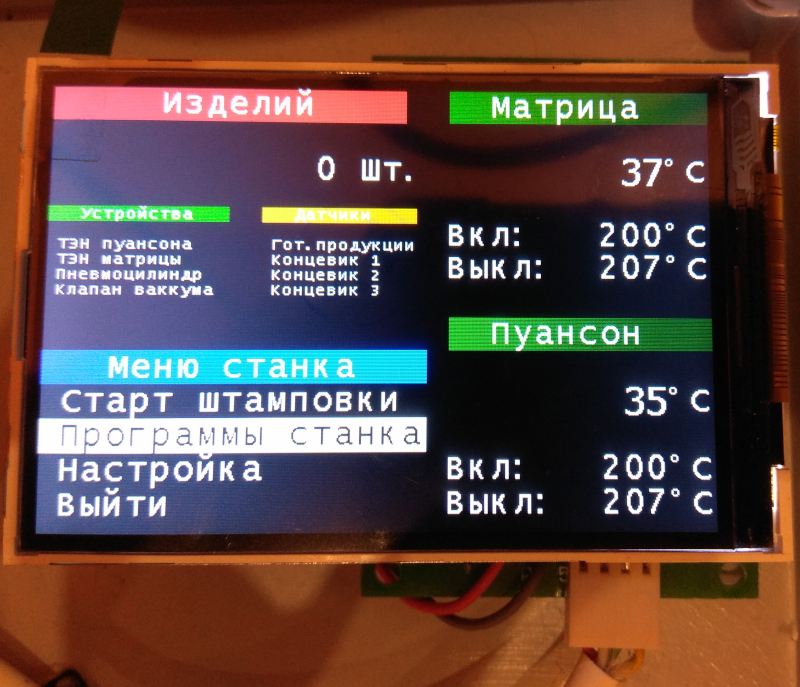 Изделий
0 шт.
Устройства
ТЭН пуансона
ТЭН матрицы
Пневмоцилиндр
Клапан ваккума
Датчики
Гот.продукции
Концевик 1
Концевик 2
Концевик 3
Меню станка
Старт штамповки
Программы станка
Настройка
Выйти
Матрица
37° C
Вкл: 200° C
Выкл: 207° C
Пуансон
35° C
Вкл: 200° C
Выкл: 207° C